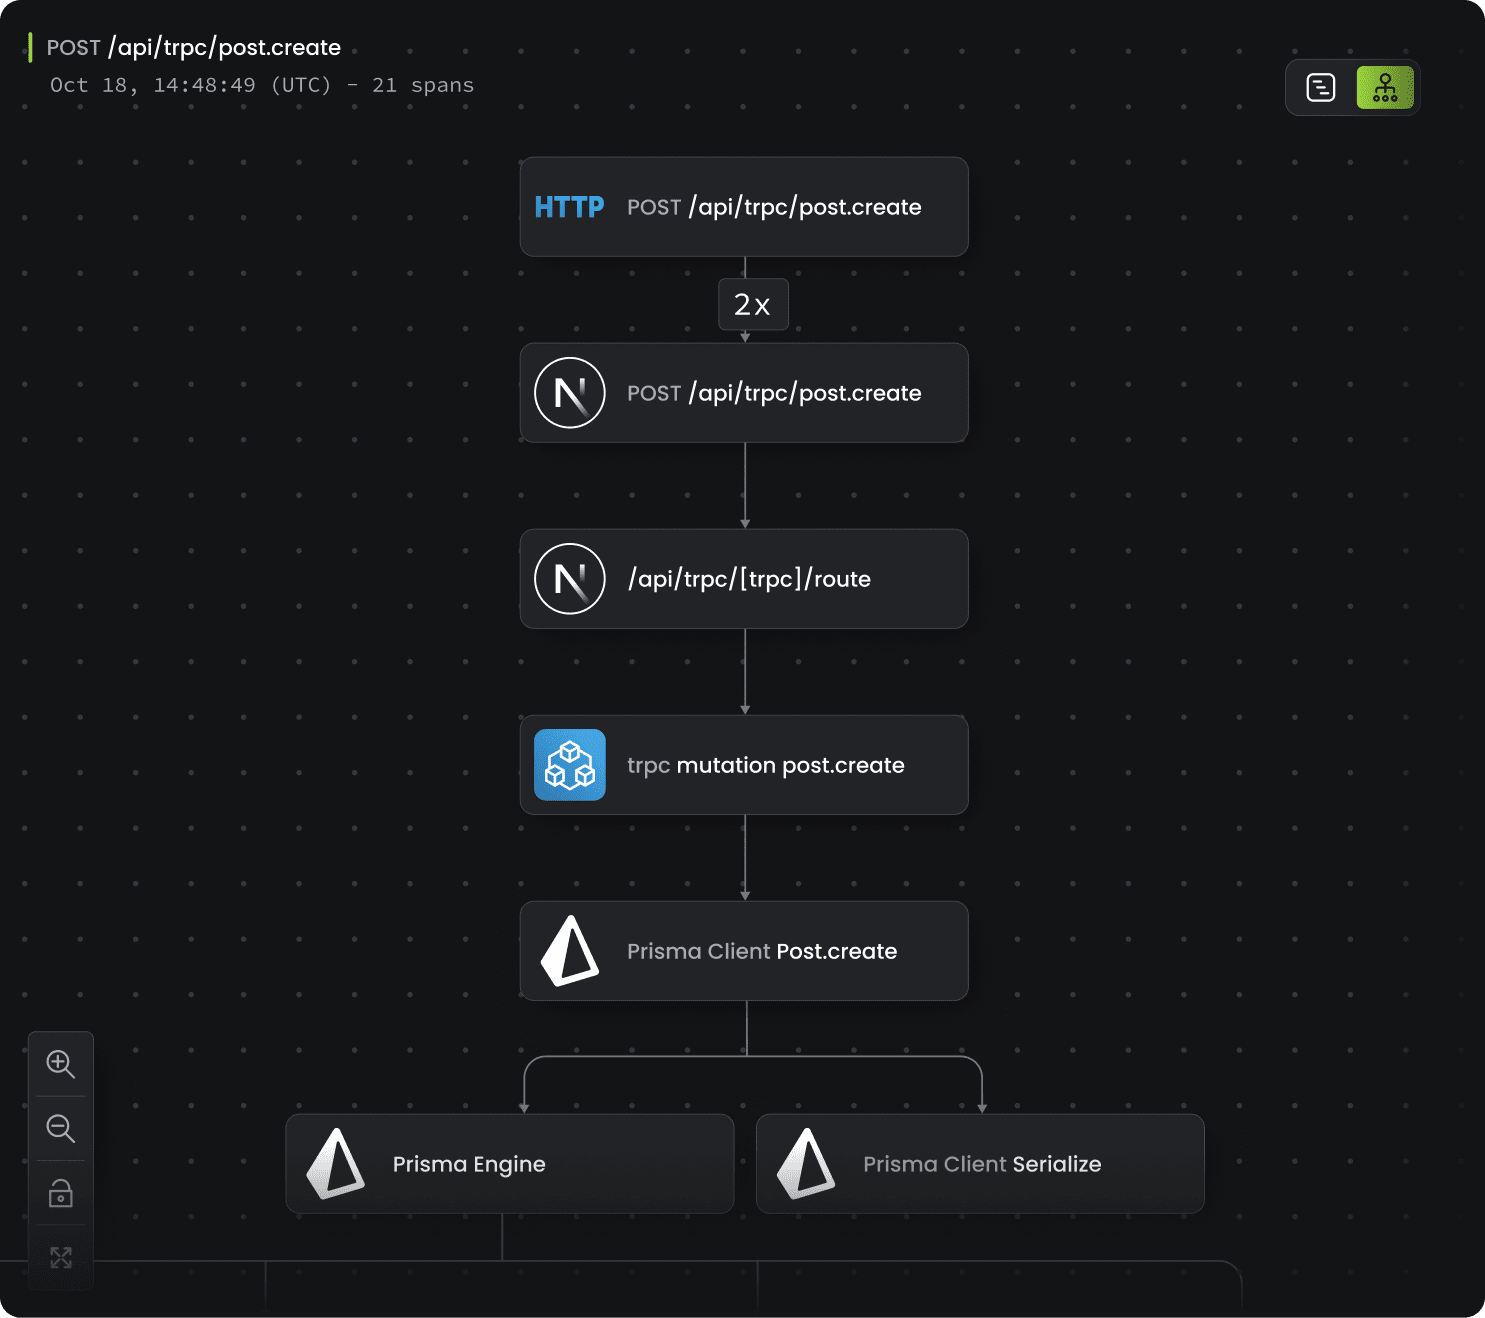 POST /api/trpc/post.create
Oct 18, 14:48:49 (UTC) - 21 spans
HTTP POST /api/trpc/post.create
2x
N POST /api/trpc/post.create
N /api/trpc/[trpc]/route
trpc mutation post.create
Prisma Client Post.create
Prisma Engine
Prisma Client Serialize